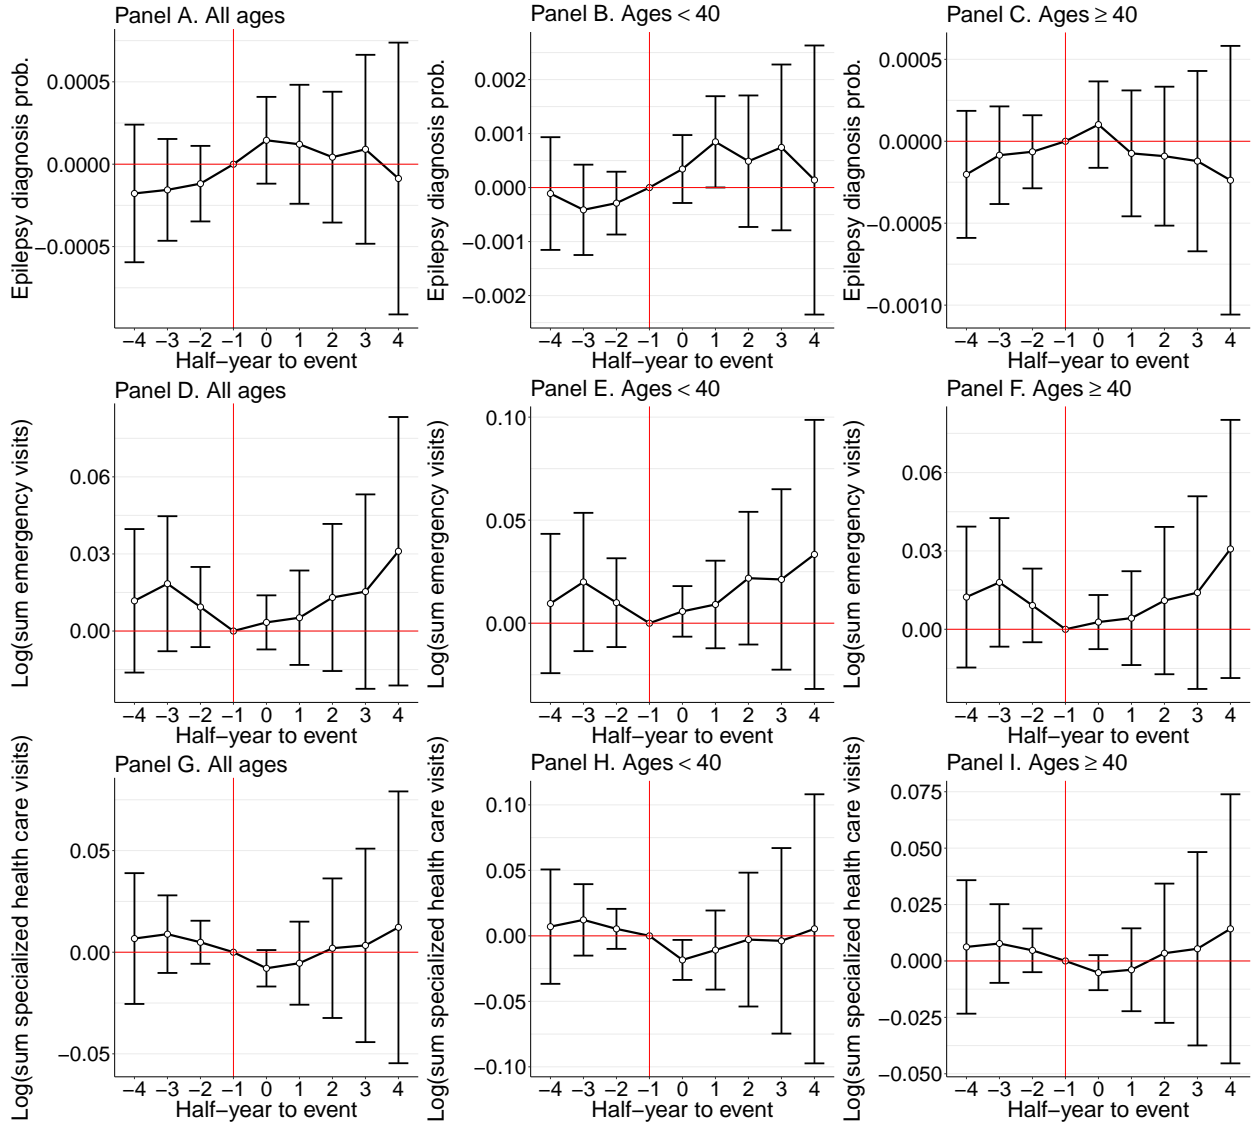 Panel A. All ages
Epilepsy diagnosis prob.
0.0005
0.0000
−0.0005
−4 −3 −2 −1 0 1 2 3 4
Half−year to event
Panel B. Ages < 40
Epilepsy diagnosis prob.
0.002
0.001
0.000
−0.001
−0.002
−4 −3 −2 −1 0 1 2 3 4
Half−year to event
Panel C. Ages ≥ 40
Epilepsy diagnosis prob.
0.0005
0.0000
−0.0005
−0.0010
−4 −3 −2 −1 0 1 2 3 4
Half−year to event
Panel D. All ages
Log(sum emergency visits)
0.06
0.03
0.00
−4 −3 −2 −1 0 1 2 3 4
Half−year to event
Panel E. Ages < 40
Log(sum emergency visits)
0.10
0.05
0.00
−4 −3 −2 −1 0 1 2 3 4
Half−year to event
Panel F. Ages ≥ 40
Log(sum emergency visits)
0.06
0.03
0.00
−4 −3 −2 −1 0 1 2 3 4
Half−year to event
Panel G. All ages
Log(sum specialized health care visits)
0.05
0.00
−0.05
−4 −3 −2 −1 0 1 2 3 4
Half−year to event
Panel H. Ages < 40
Log(sum specialized health care visits)
0.10
0.05
0.00
−0.05
−0.10
−4 −3 −2 −1 0 1 2 3 4
Half−year to event
Panel I. Ages ≥ 40
Log(sum specialized health care visits)
0.075
0.050
0.025
0.000
−0.025
−0.050
−4 −3 −2 −1 0 1 2 3 4
Half−year to event